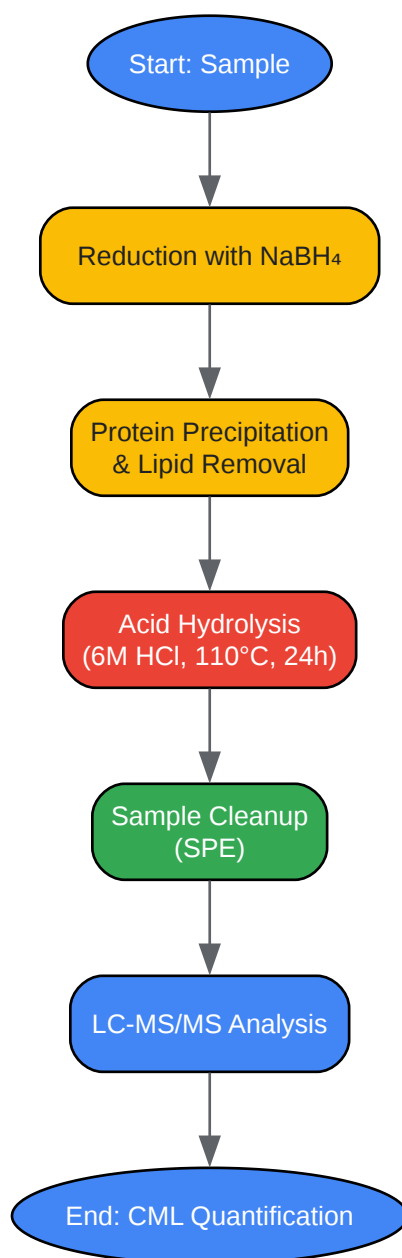 Start: Sample
Reduction with NaBH₄
Protein Precipitation
& Lipid Removal
Acid Hydrolysis
(6M HCl, 110°C, 24h)
Sample Cleanup
(SPE)
LC-MS/MS Analysis
End: CML Quantification